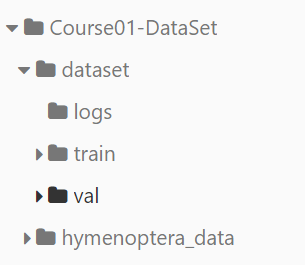 Course01-DataSet
dataset
logs
train
val
hymenoptera_data